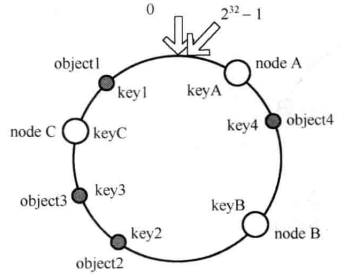 0
2^32 − 1
object1
node A
key1
keyA
node C
keyC
key4
object4
object3
key3
keyB
key2
node B
object2